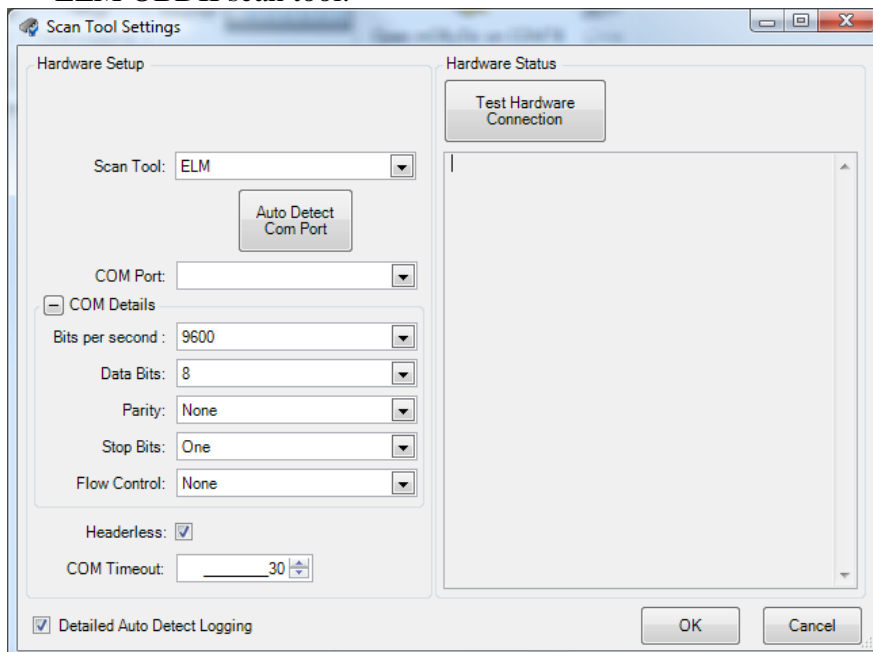 Scan Tool Settings
Hardware Setup
Scan Tool: ELM
Auto Detect
Com Port
COM Port:
COM Details
Bits per second : 9600
Data Bits: 8
Parity: None
Stop Bits: One
Flow Control: None
Headerless:
COM Timeout: ________30
Detailed Auto Detect Logging
Hardware Status
Test Hardware
Connection
OK
Cancel